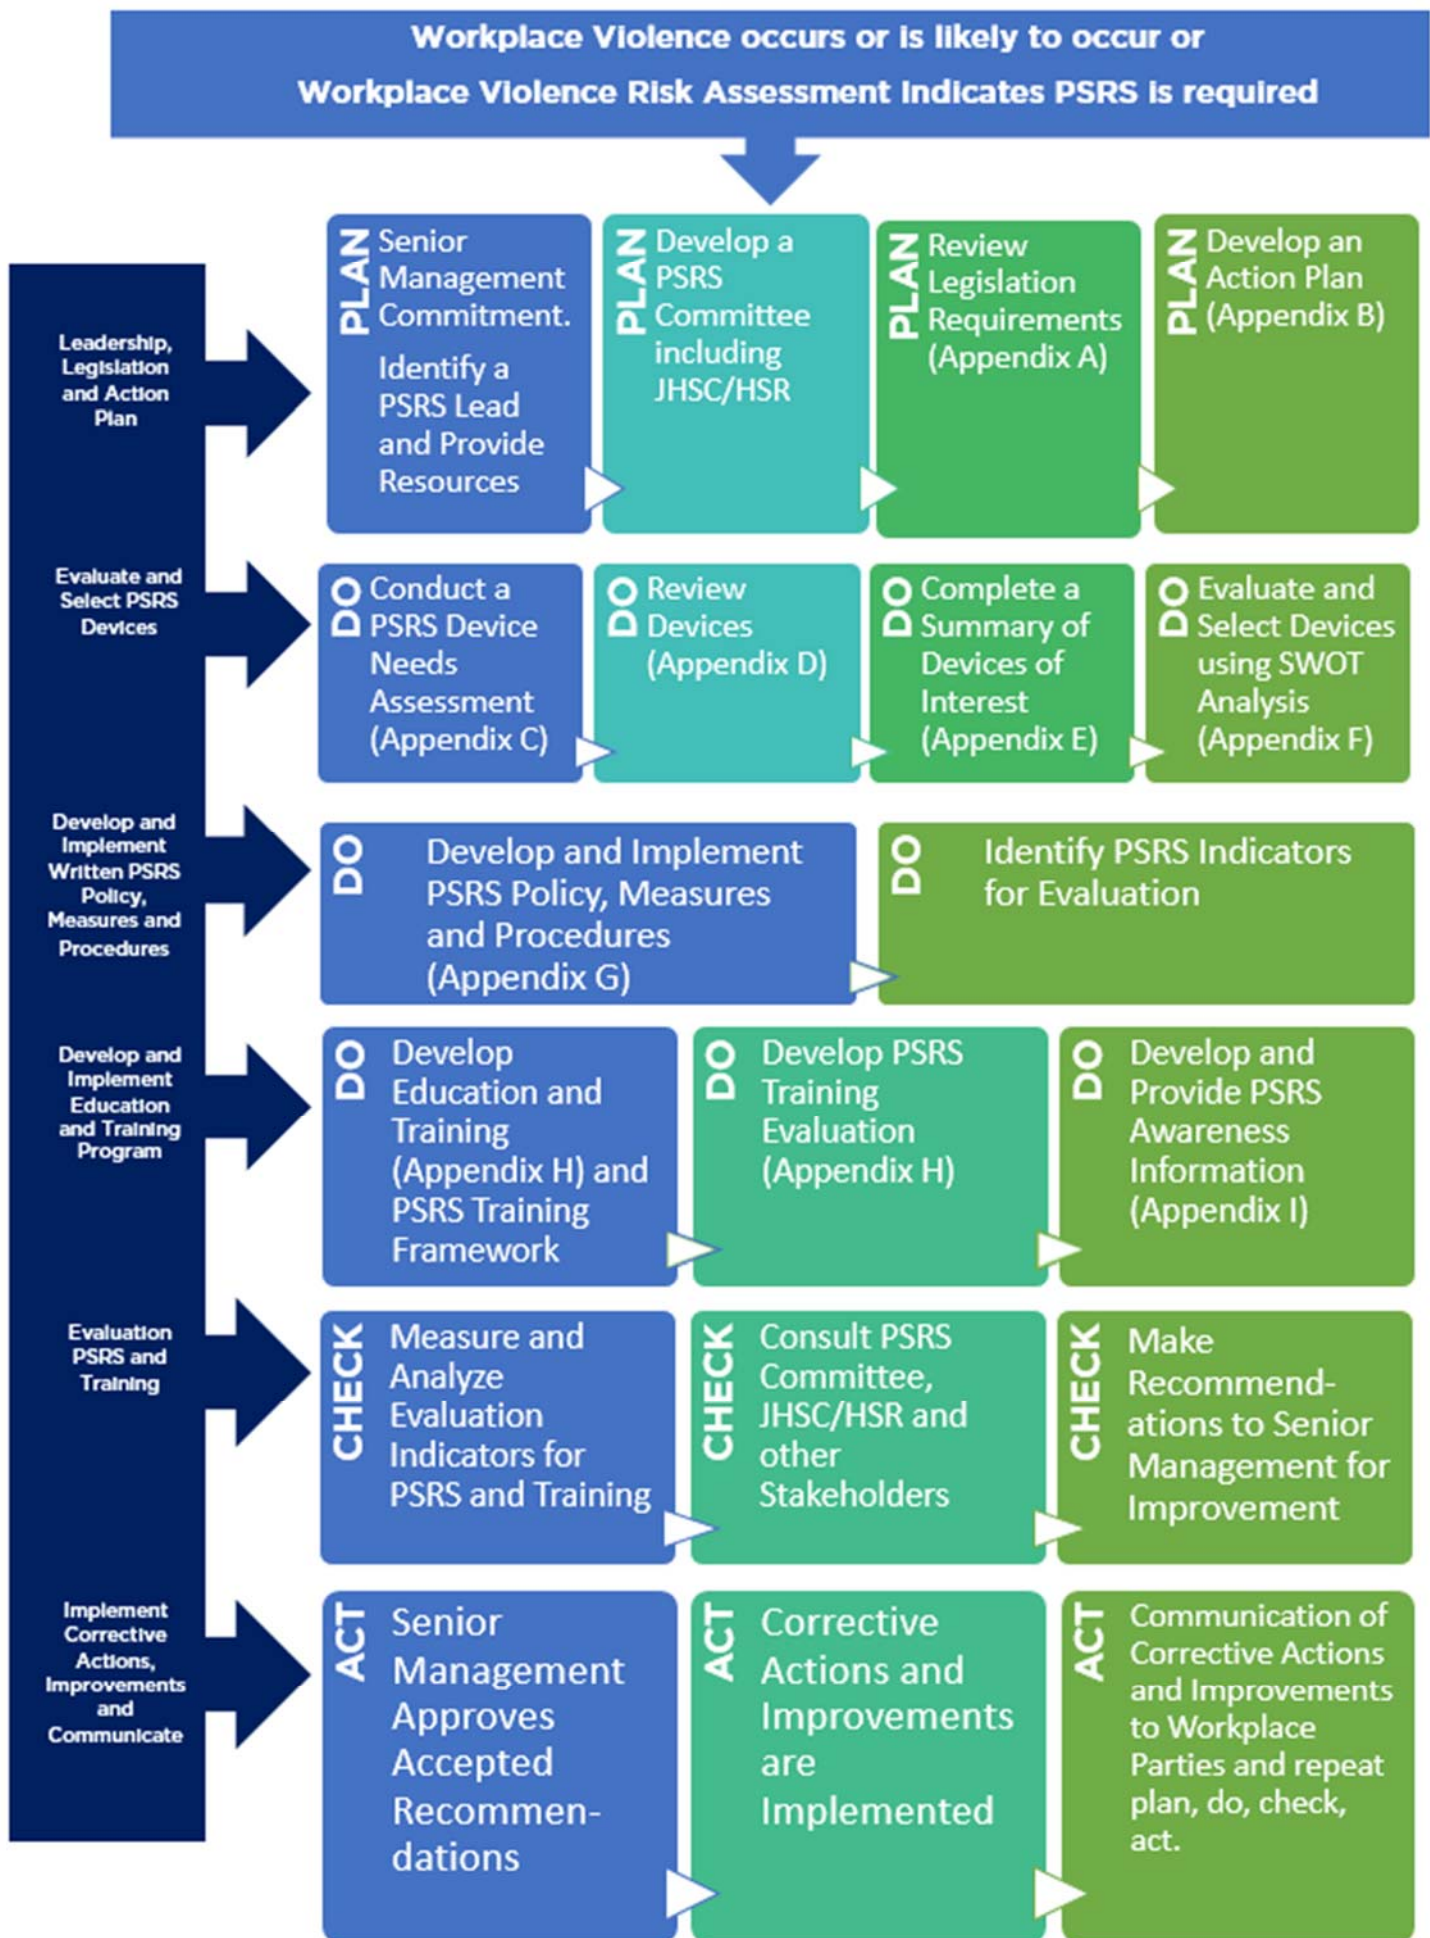 Workplace Violence occurs or is likely to occur or
Workplace Violence Risk Assessment Indicates PSRS is required
Leadership,
Legislation
and Action
Plan
PLAN
Senior
Management
Commitment.
Identify a
PSRS Lead
and Provide
Resources
PLAN
Develop a
PSRS
Committee
including
JHSC/HSR
PLAN
Review
Legislation
Requirements
(Appendix A)
PLAN
Develop an
Action Plan
(Appendix B)
Evaluate and
Select PSRS
Devices
DO
Conduct a
PSRS Device
Needs
Assessment
(Appendix C)
DO
Review
Devices
(Appendix D)
DO
Complete a
Summary of
Devices of
Interest
(Appendix E)
DO
Evaluate and
Select Devices
using SWOT
Analysis
(Appendix F)
Develop and
Implement
Written PSRS
Policy,
Measures and
Procedures
DO
Develop and Implement
PSRS Policy, Measures
and Procedures
(Appendix G)
DO
Identify PSRS Indicators
for Evaluation
Develop and
Implement
Education
and Training
Program
DO
Develop
Education and
Training
(Appendix H) and
PSRS Training
Framework
DO
Develop PSRS
Training
Evaluation
(Appendix H)
DO
Develop and
Provide PSRS
Awareness
Information
(Appendix I)
Evaluation
PSRS and
Training
CHECK
Measure and
Analyze
Evaluation
Indicators for
PSRS and Training
CHECK
Consult PSRS
Committee,
JHSC/HSR and
other
Stakeholders
CHECK
Make
Recommend-
ations to Senior
Management for
Improvement
Implement
Corrective
Actions,
Improvements
and
Communicate
ACT
Senior
Management
Approves
Accepted
Recommen-
dations
ACT
Corrective
Actions and
Improvements
are
Implemented
ACT
Communication of
Corrective Actions
and Improvements
to Workplace
Parties and repeat
plan, do, check,
act.